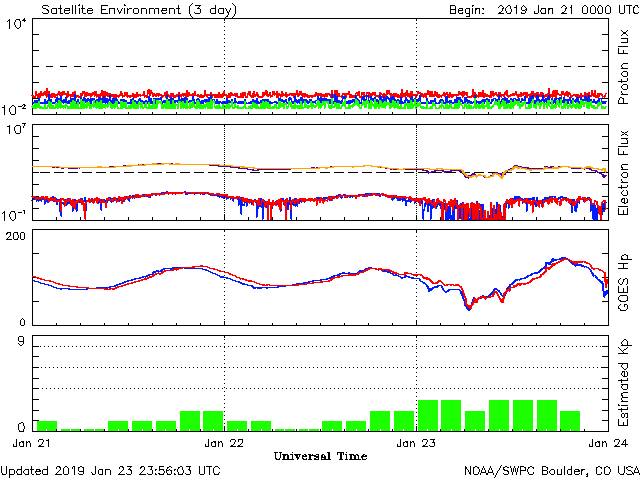 Satellite Environment (3 day) Begin: 2019 Jan 21 0000 UTC
10^4
10^-2
Proton Flux
10^7
10^-1
Electron Flux
200
0
GOES Hp
9
0
Estimated Kp
Jan 21 Jan 22 Jan 23 Jan 24
Universal Time
Updated 2019 Jan 23 23:56:03 UTC NOAA/SWPC Boulder, CO USA